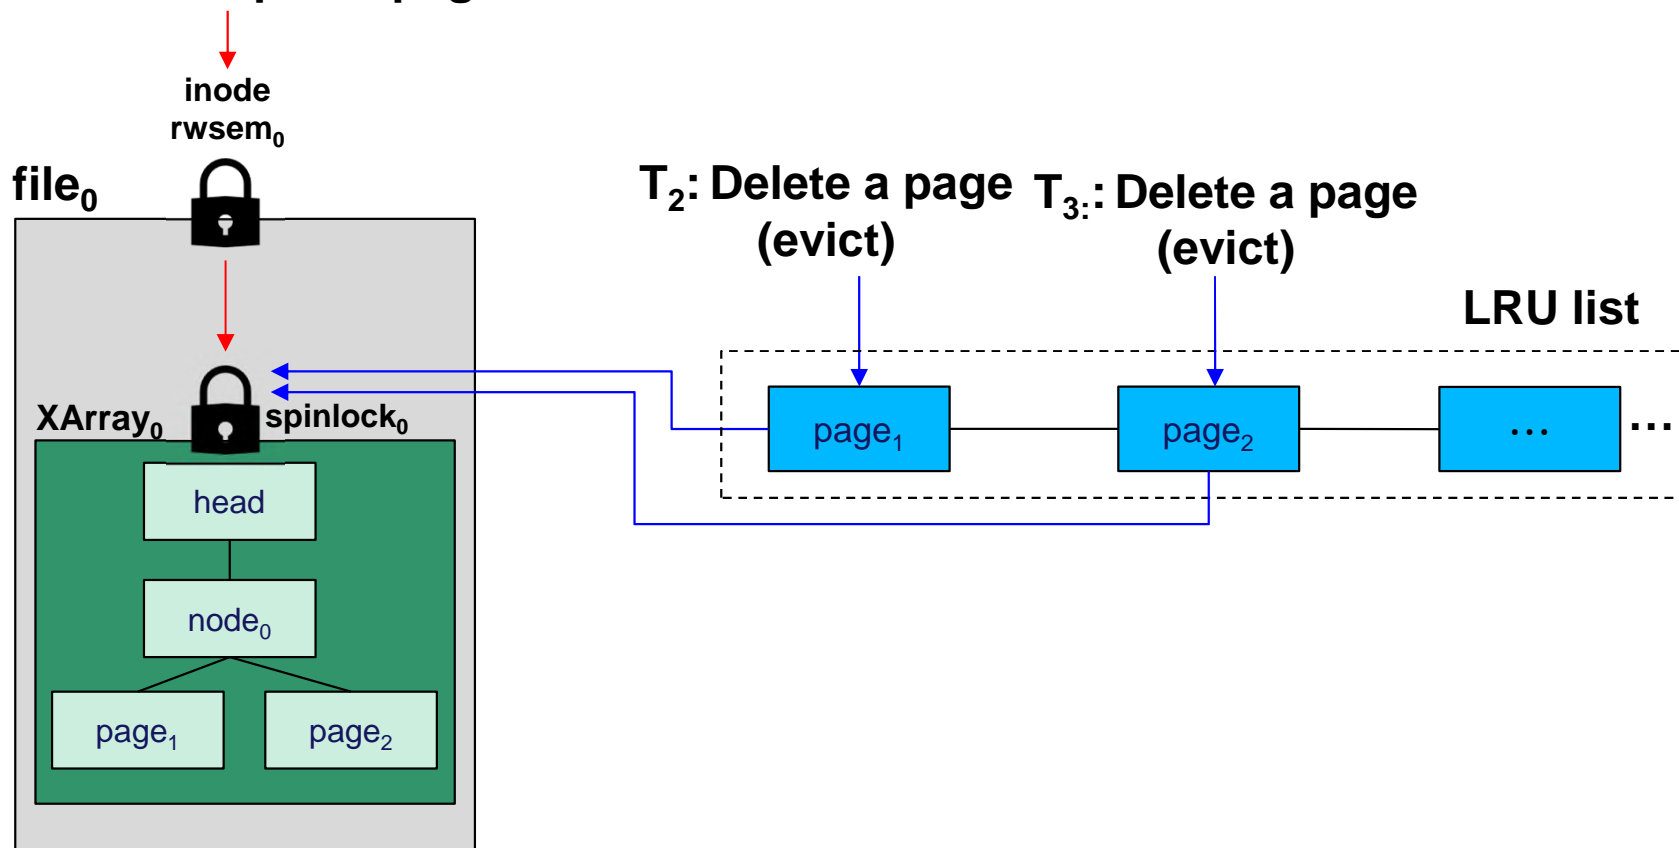 inode
rwsem₀
file₀
T₂: Delete a page
(evict)
T₃:: Delete a page
(evict)
LRU list
XArray₀
spinlock₀
page₁
page₂
...
...
head
node₀
page₁
page₂